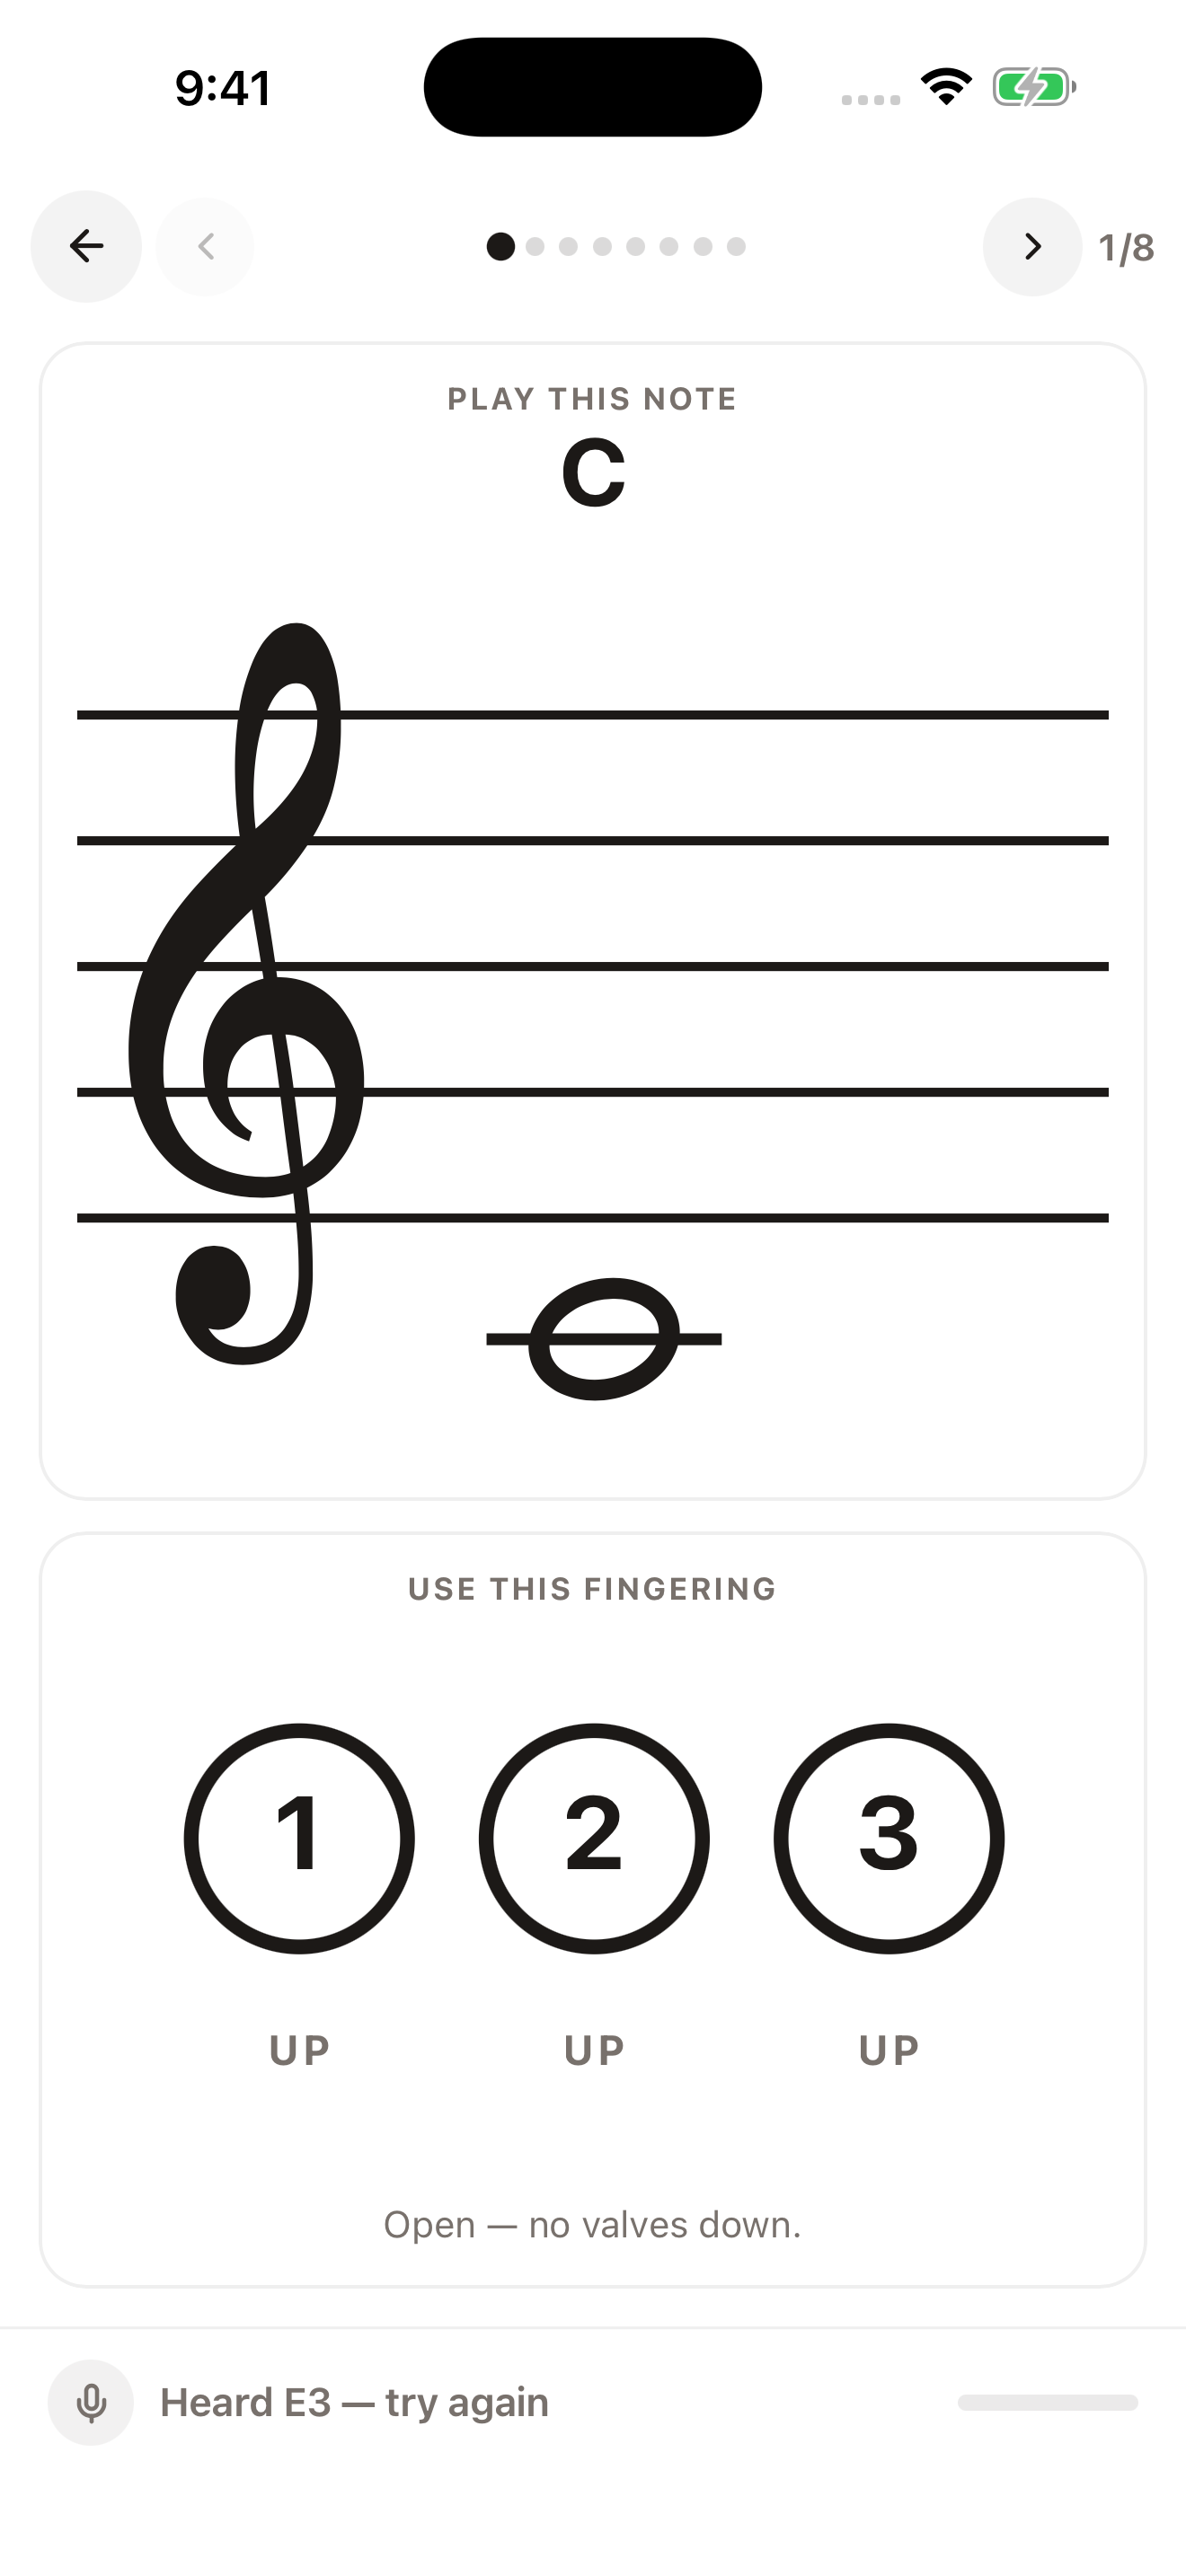 9:41
1/8
PLAY THIS NOTE
C
USE THIS FINGERING
1 2 3
UP UP UP
Open — no valves down.
Heard E3 — try again